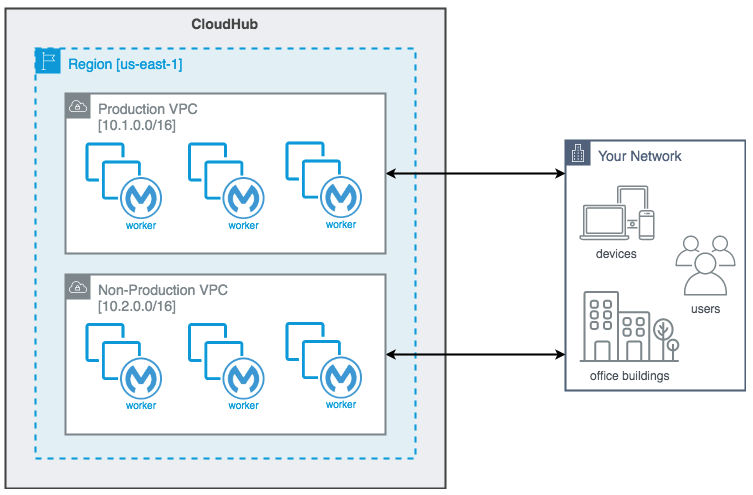 CloudHub
Region [us-east-1]
Production VPC
[10.1.0.0/16]
worker
worker
worker
Non-Production VPC
[10.2.0.0/16]
worker
worker
worker
Your Network
devices
users
office buildings